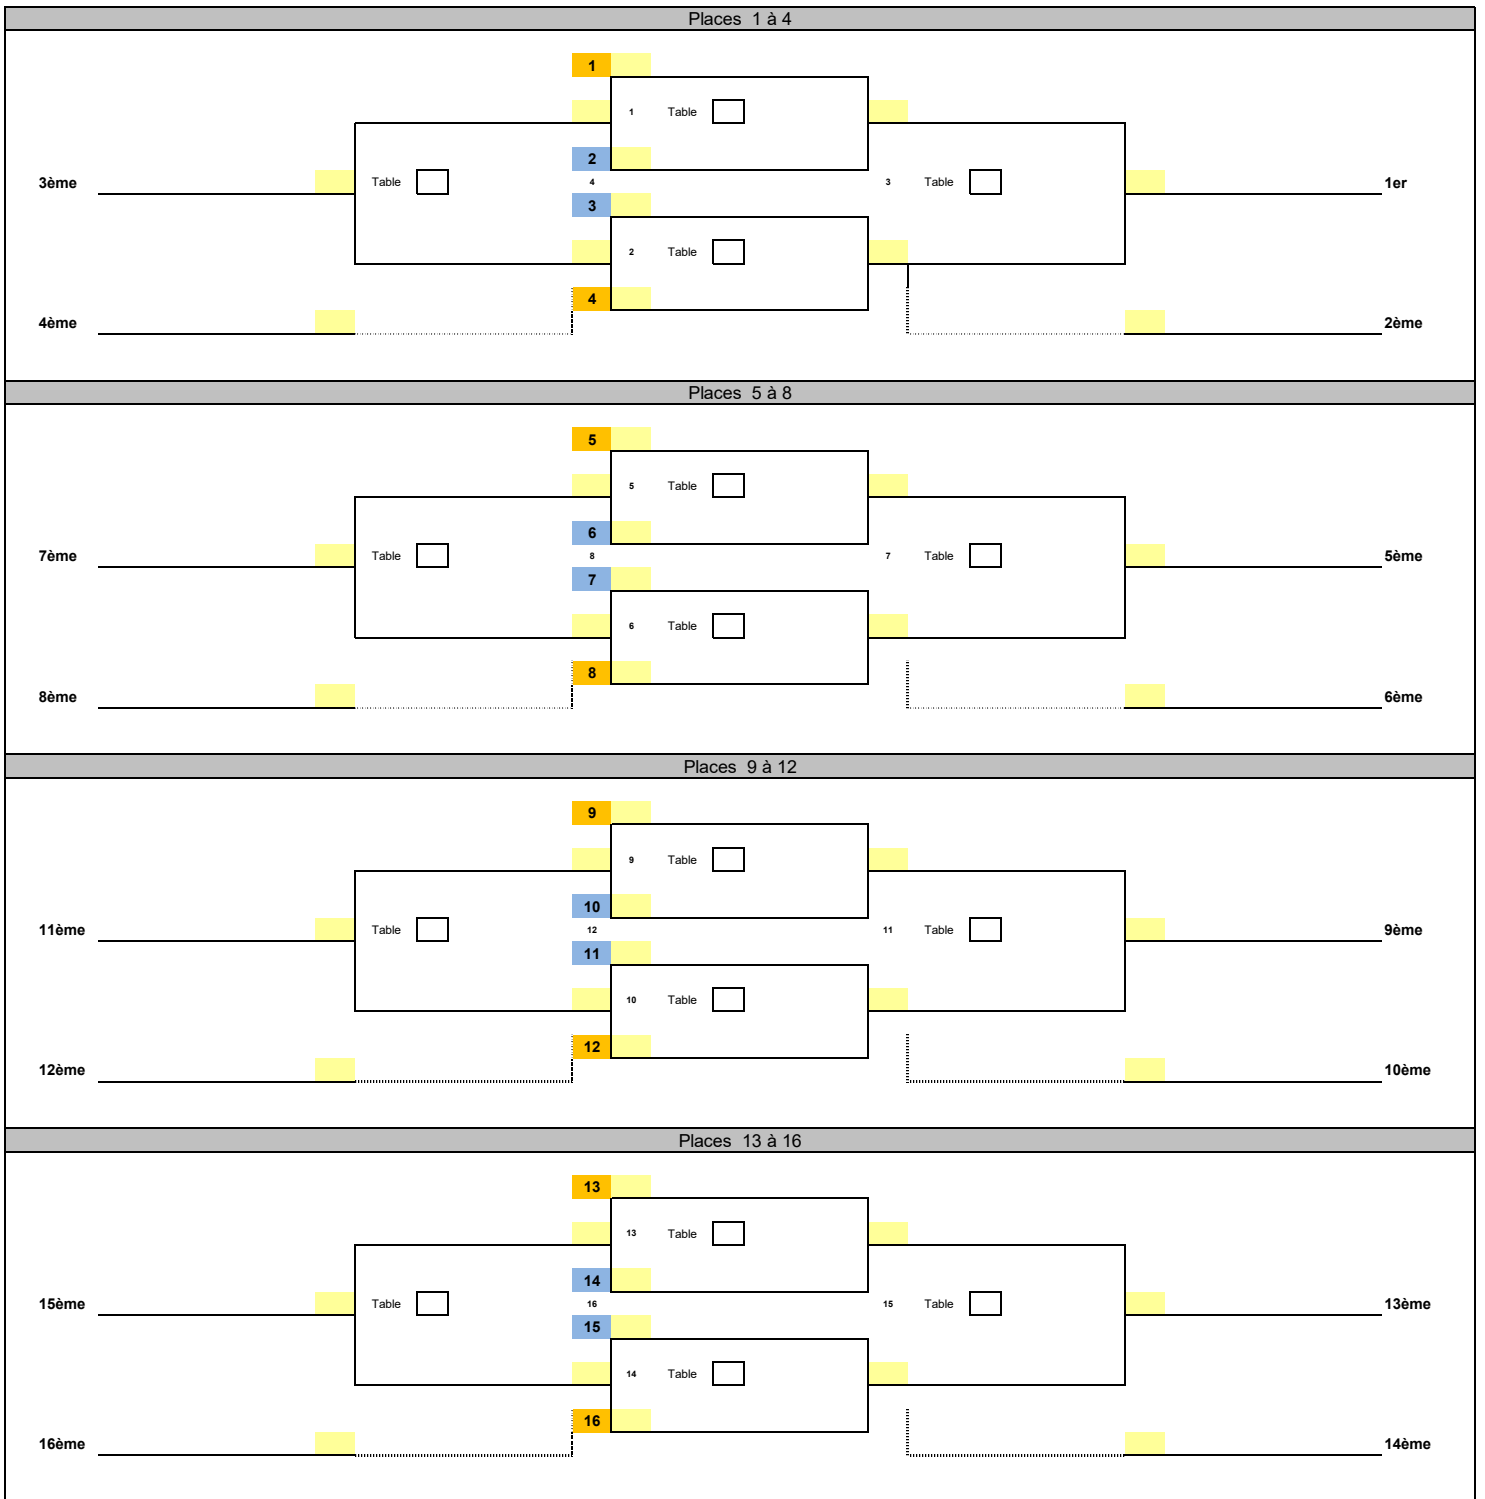 Places 1 à 4
1
1 Table
2
3ème Table 4 3 Table 1er
3
2 Table
4
4ème 2ème
Places 5 à 8
5
5 Table
6
7ème Table 8 7 Table 5ème
7
6 Table
8
8ème 6ème
Places 9 à 12
9
9 Table
10
11ème Table 12 11 Table 9ème
11
10 Table
12
12ème 10ème
Places 13 à 16
13
13 Table
14
15ème Table 16 15 Table 13ème
15
14 Table
16
16ème 14ème